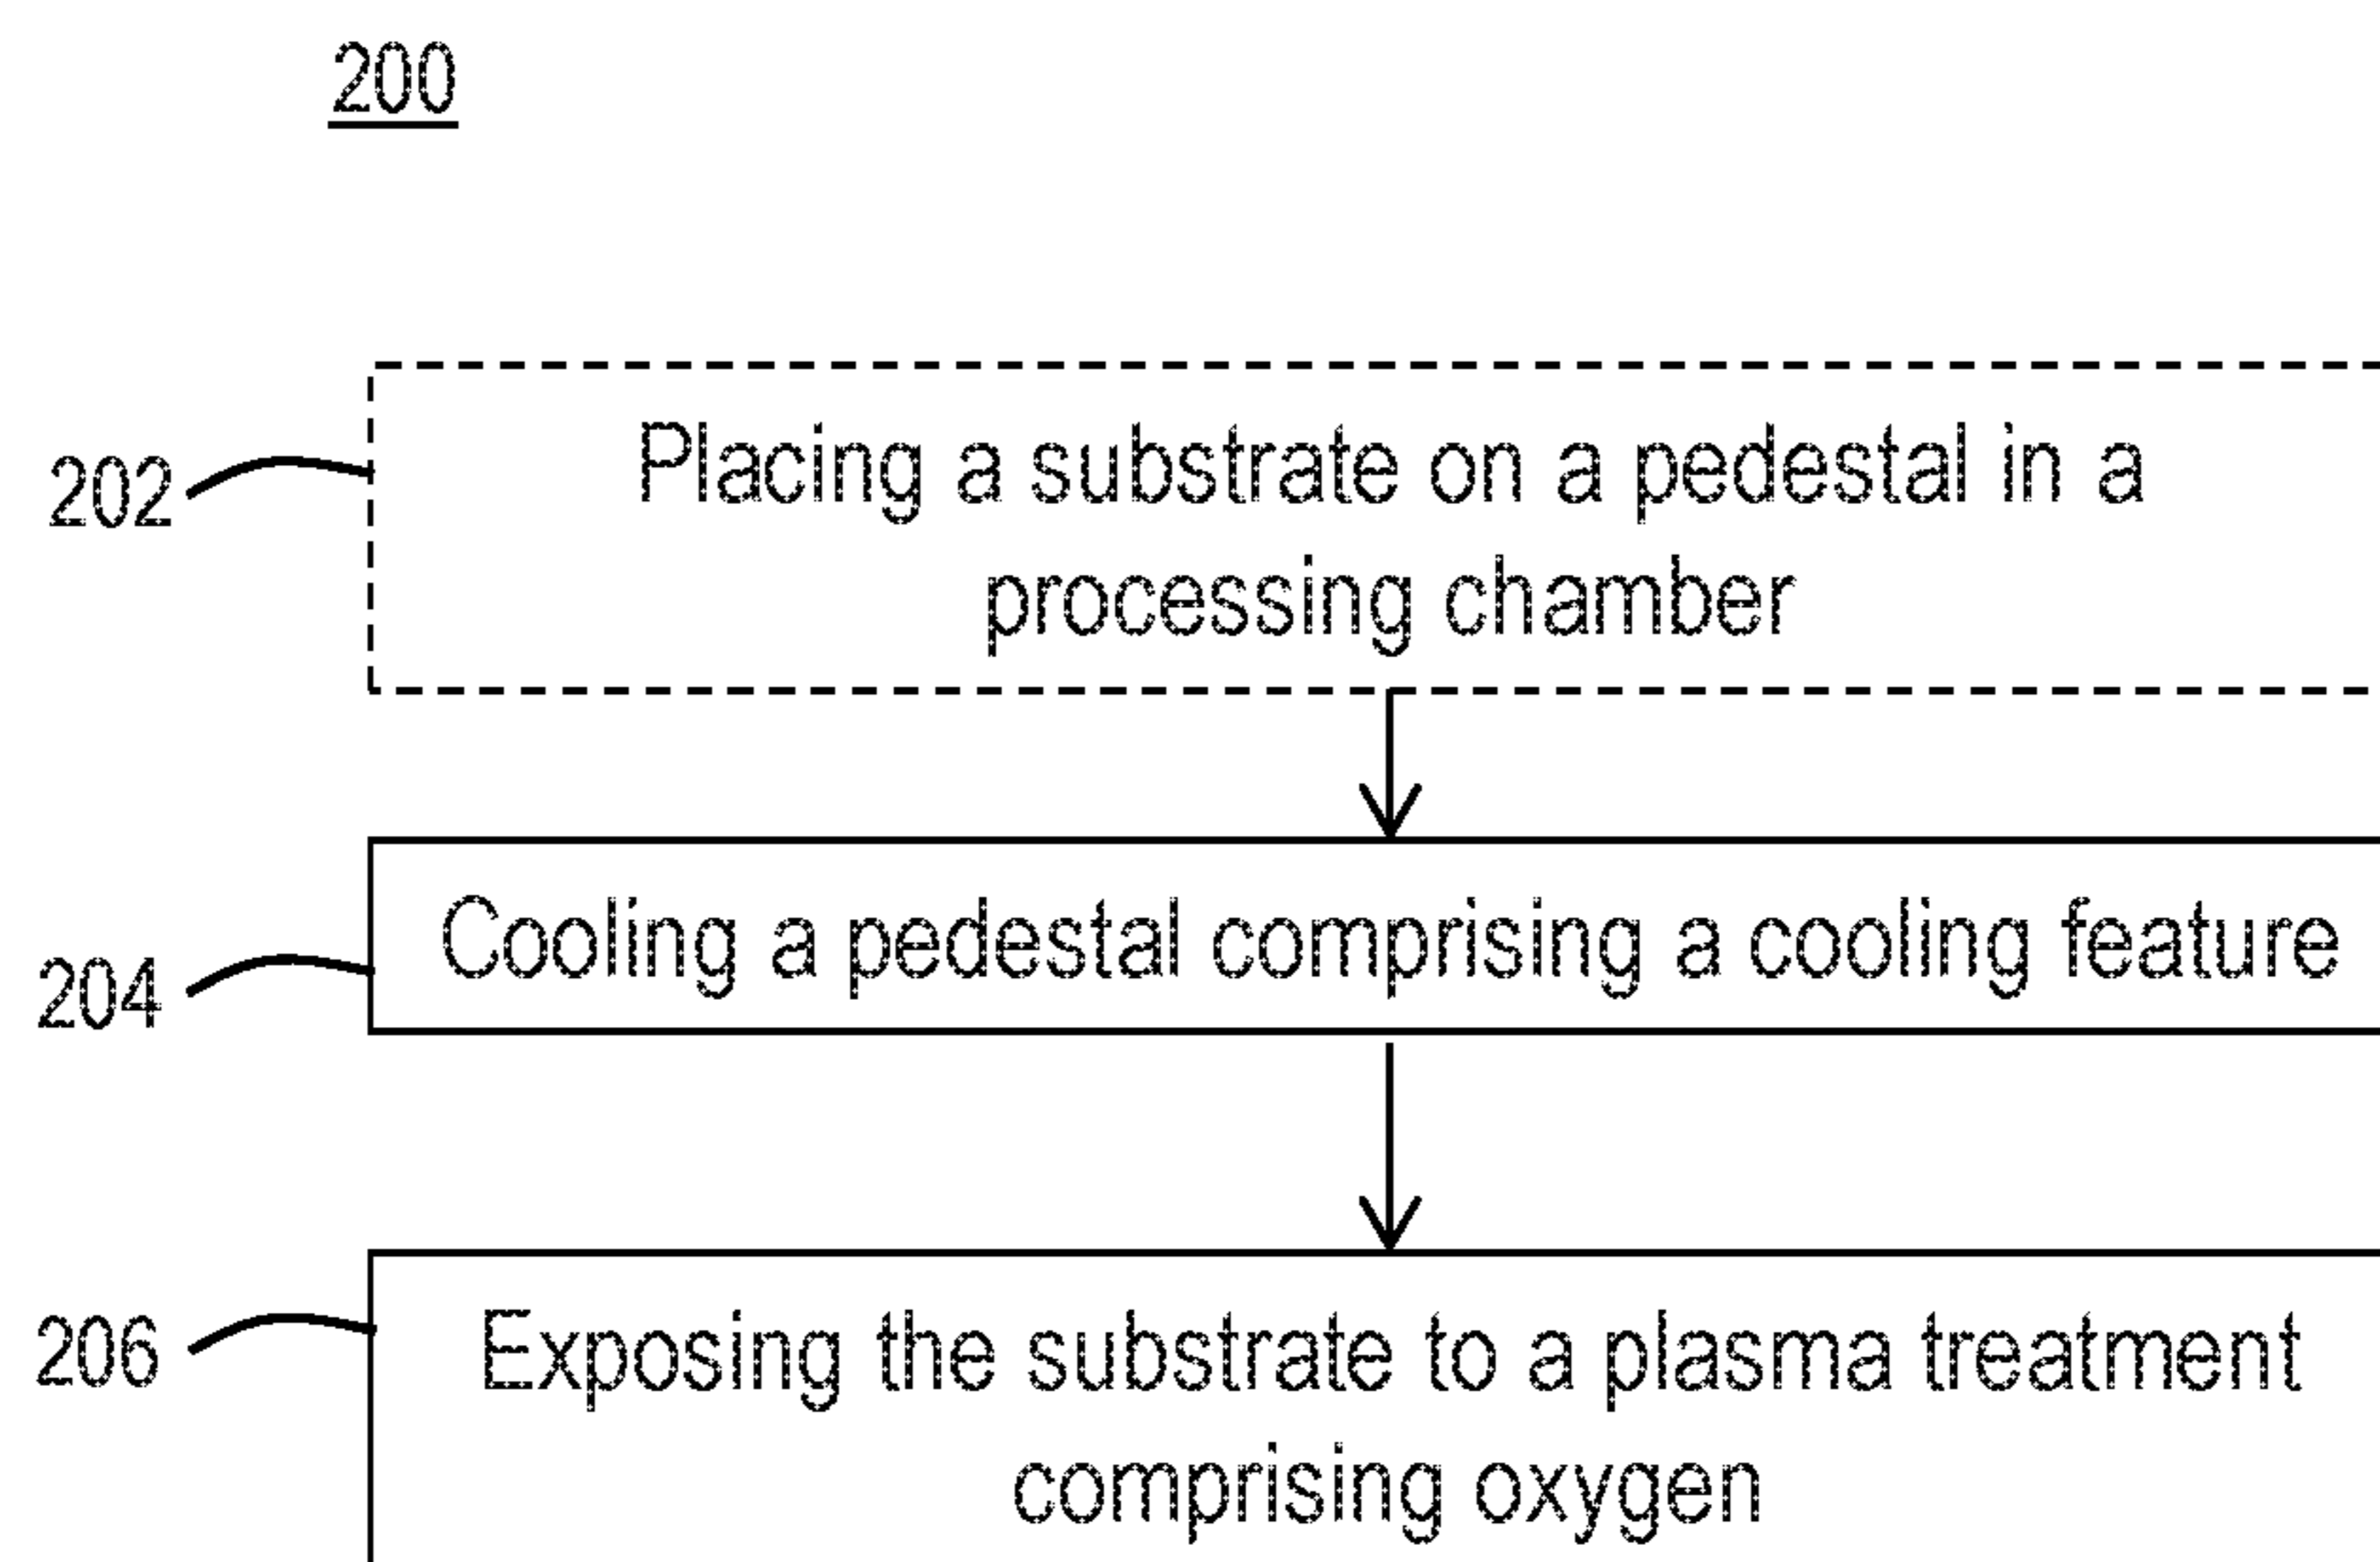 200
202
Placing a substrate on a pedestal in a
processing chamber
204
Cooling a pedestal comprising a cooling feature
206
Exposing the substrate to a plasma treatment
comprising oxygen